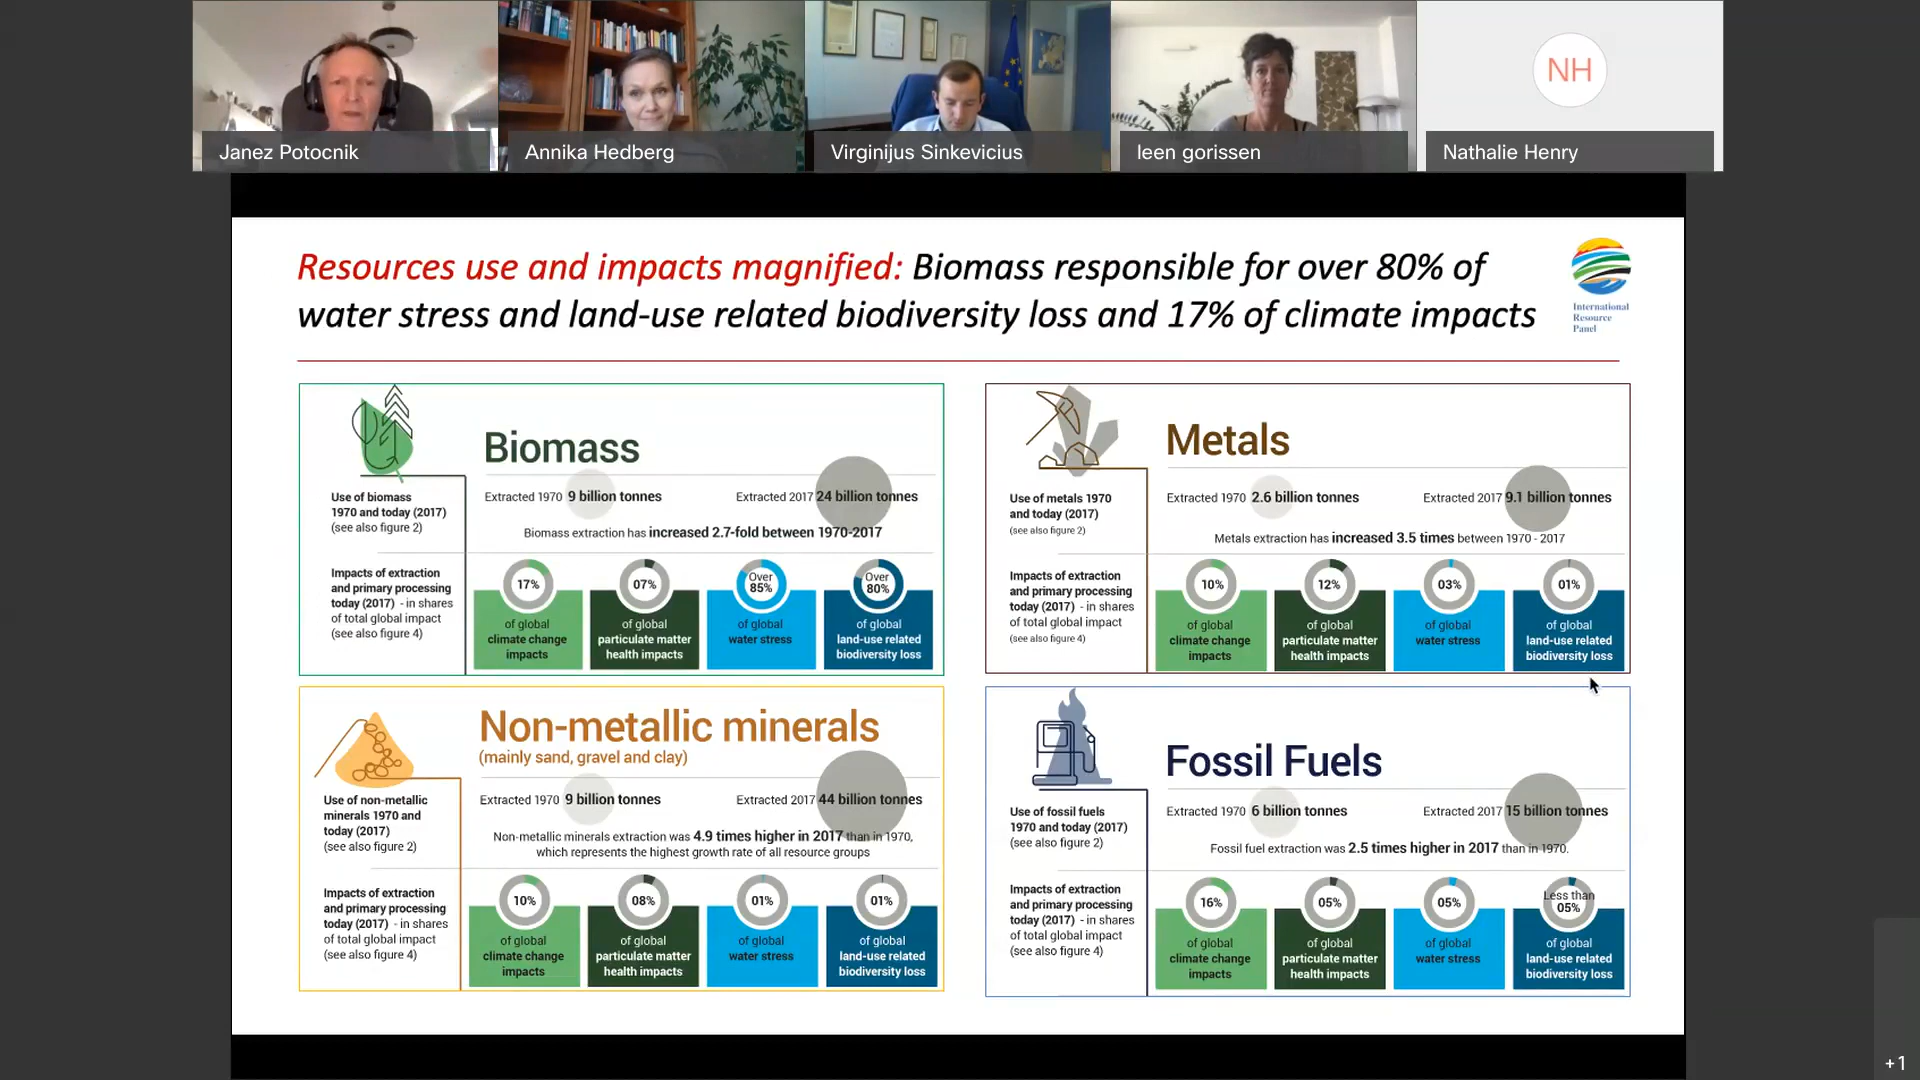 Janez Potocnik
Annika Hedberg
Virginijus Sinkevicius
leen gorissen
NH
Nathalie Henry
Resources use and impacts magnified: Biomass responsible for over 80% of
water stress and land-use related biodiversity loss and 17% of climate impacts
International
Resource
Panel
Biomass
Use of biomass
1970 and today (2017)
(see also figure 2)
Extracted 1970 9 billion tonnes
Extracted 2017 24 billion tonnes
Biomass extraction has increased 2.7-fold between 1970-2017
Impacts of extraction
and primary processing
today (2017) - in shares
of total global impact
(see also figure 4)
17%
of global
climate change
impacts
07%
of global
particulate matter
health impacts
Over
85%
of global
water stress
Over
80%
of global
land-use related
biodiversity loss
Metals
Use of metals 1970
and today (2017)
(see also figure 2)
Extracted 1970 2.6 billion tonnes
Extracted 2017 9.1 billion tonnes
Metals extraction has increased 3.5 times between 1970 - 2017
Impacts of extraction
and primary processing
today (2017) - in shares
of total global impact
(see also figure 4)
10%
of global
climate change
impacts
12%
of global
particulate matter
health impacts
03%
of global
water stress
01%
of global
land-use related
biodiversity loss
Non-metallic minerals
(mainly sand, gravel and clay)
Use of non-metallic
minerals 1970 and
today (2017)
(see also figure 2)
Extracted 1970 9 billion tonnes
Extracted 2017 44 billion tonnes
Non-metallic minerals extraction was 4.9 times higher in 2017 than in 1970,
which represents the highest growth rate of all resource groups
Impacts of extraction
and primary processing
today (2017) - in shares
of total global impact
(see also figure 4)
10%
of global
climate change
impacts
08%
of global
particulate matter
health impacts
01%
of global
water stress
01%
of global
land-use related
biodiversity loss
Fossil Fuels
Use of fossil fuels
1970 and today (2017)
(see also figure 2)
Extracted 1970 6 billion tonnes
Extracted 2017 15 billion tonnes
Fossil fuel extraction was 2.5 times higher in 2017 than in 1970.
Impacts of extraction
and primary processing
today (2017) - in shares
of total global impact
(see also figure 4)
16%
of global
climate change
impacts
05%
of global
particulate matter
health impacts
05%
of global
water stress
Less than
05%
of global
land-use related
biodiversity loss
+1